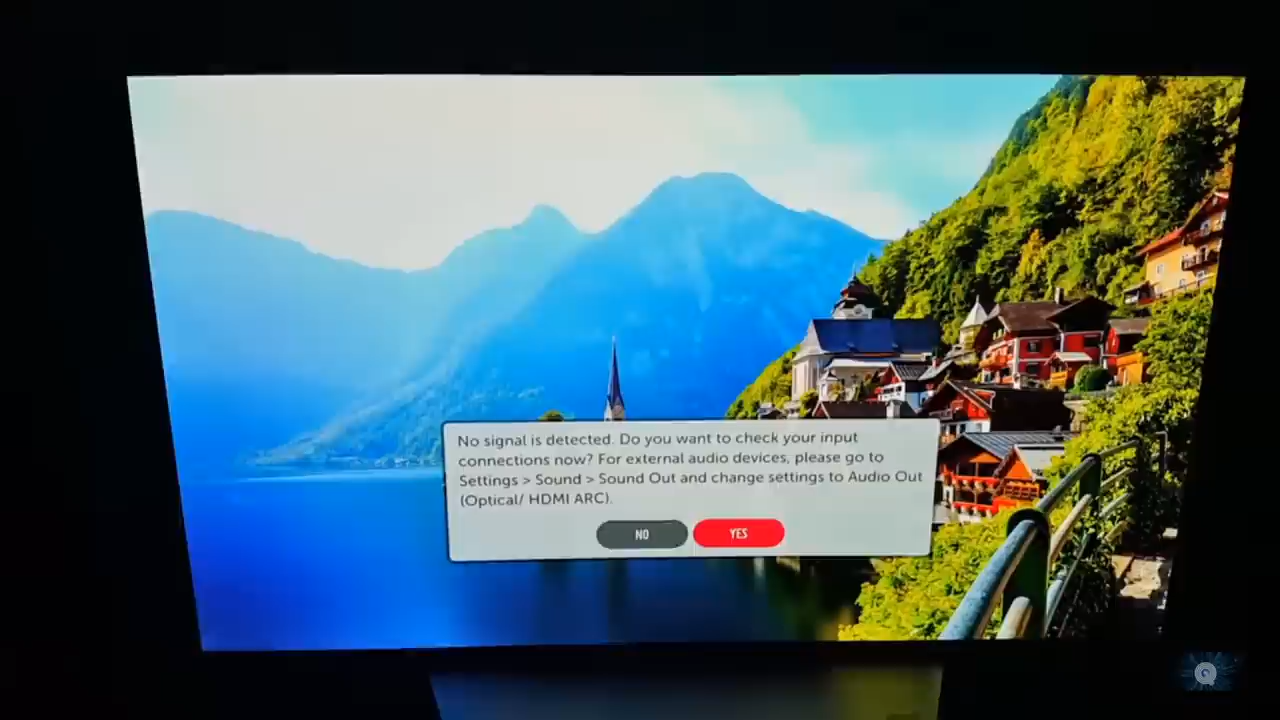 No signal is detected. Do you want to check your input
connections now? For external audio devices, please go to
Settings > Sound > Sound Out and change settings to Audio Out
(Optical/ HDMI ARC).
NO
YES